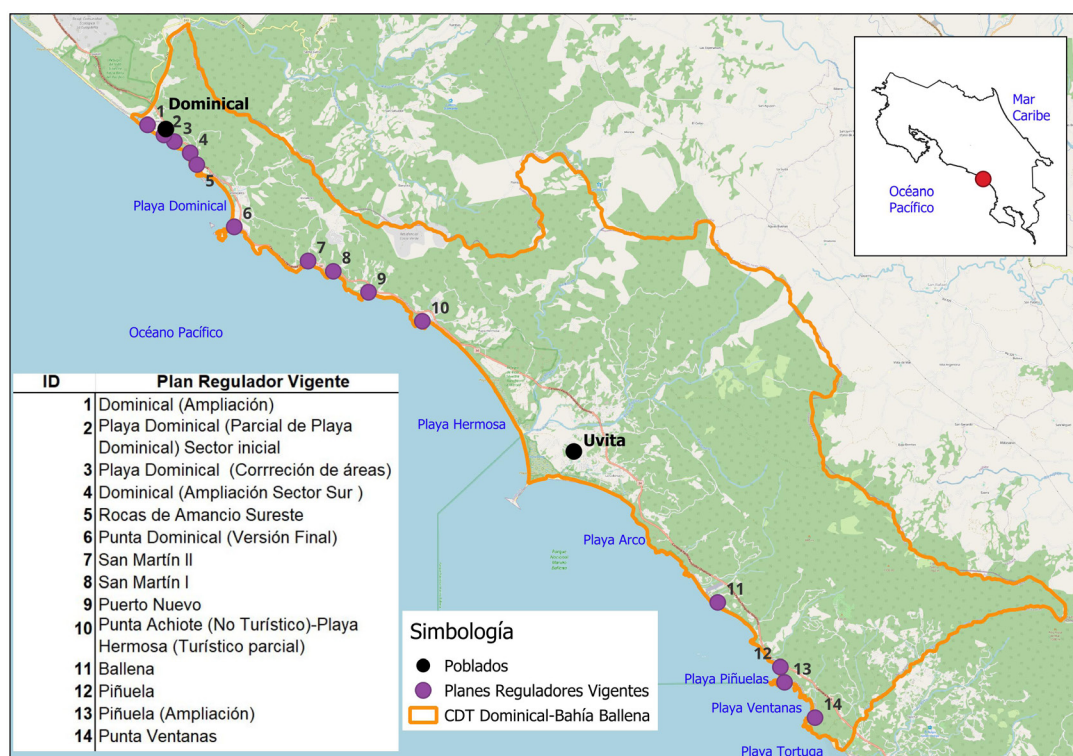 Dominical
1
2
3
4
5
Playa Dominical
6
7
8
9
10
Océano Pacífico
Playa Hermosa
Uvita
Playa Arco
11
12
13
Playa Piñuelas
Playa Ventanas
14
Playa Tortuga
Mar
Caribe
Océano
Pacífico
ID Plan Regulador Vigente
1 Dominical (Ampliación)
2 Playa Dominical (Parcial de Playa
Dominical) Sector inicial
3 Playa Dominical (Corrreción de áreas)
4 Dominical (Ampliación Sector Sur )
5 Rocas de Amancio Sureste
6 Punta Dominical (Versión Final)
7 San Martín II
8 San Martín I
9 Puerto Nuevo
10 Punta Achiote (No Turístico)-Playa
Hermosa (Turístico parcial)
11 Ballena
12 Piñuela
13 Piñuela (Ampliación)
14 Punta Ventanas
Simbología
Poblados
Planes Reguladores Vigentes
CDT Dominical-Bahía Ballena